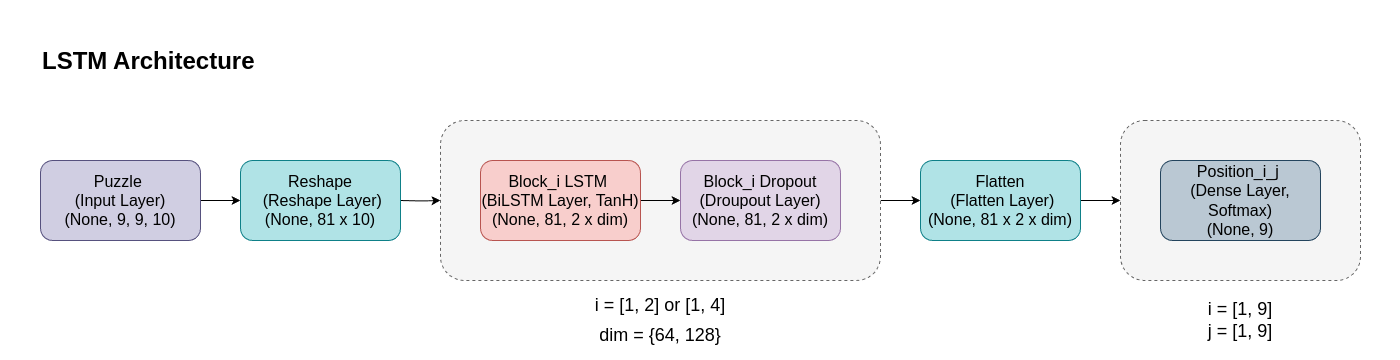 LSTM Architecture
Puzzle
(Input Layer)
(None, 9, 9, 10)
Reshape
(Reshape Layer)
(None, 81 x 10)
Block_i LSTM
(BiLSTM Layer, TanH)
(None, 81, 2 x dim)
Block_i Dropout
(Droupout Layer)
(None, 81, 2 x dim)
i = [1, 2] or [1, 4]
dim = {64, 128}
Flatten
(Flatten Layer)
(None, 81 x 2 x dim)
Position_i_j
(Dense Layer,
Softmax)
(None, 9)
i = [1, 9]
j = [1, 9]